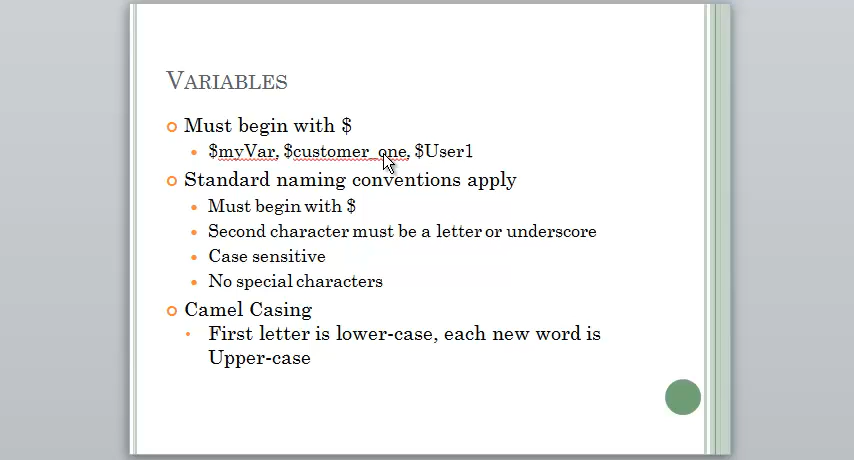 VARIABLES
Must begin with $
$myVar, $customer_one, $User1
Standard naming conventions apply
Must begin with $
Second character must be a letter or underscore
Case sensitive
No special characters
Camel Casing
First letter is lower-case, each new word is
Upper-case